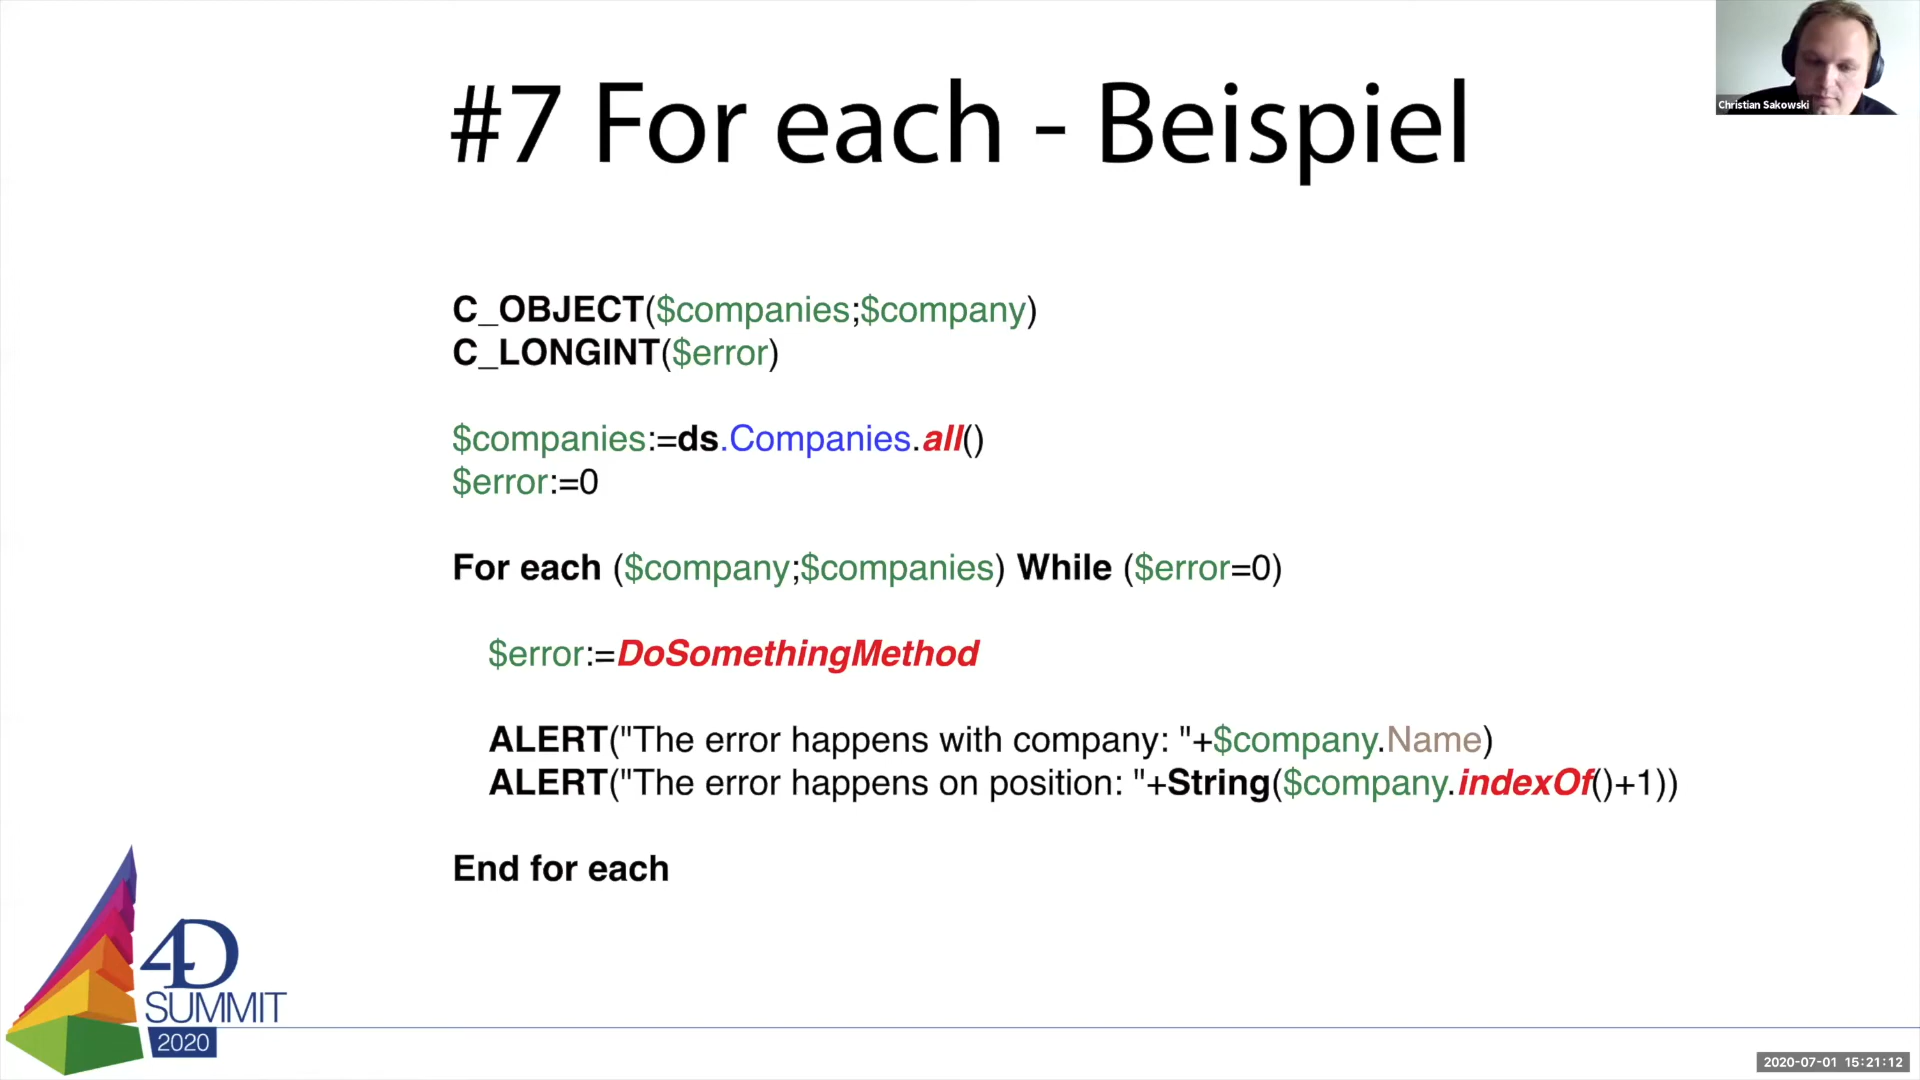 #7 For each - Beispiel
Christian Sakowski
C_OBJECT($companies;$company)
C_LONGINT($error)
$companies:=ds.Companies.all()
$error:=0
For each ($company;$companies) While ($error=0)
$error:=DoSomethingMethod
ALERT("The error happens with company: "+$company.Name)
ALERT("The error happens on position: "+String($company.indexOf()+1))
End for each
4D
SUMMIT
2020
2020-07-01 15:21:12